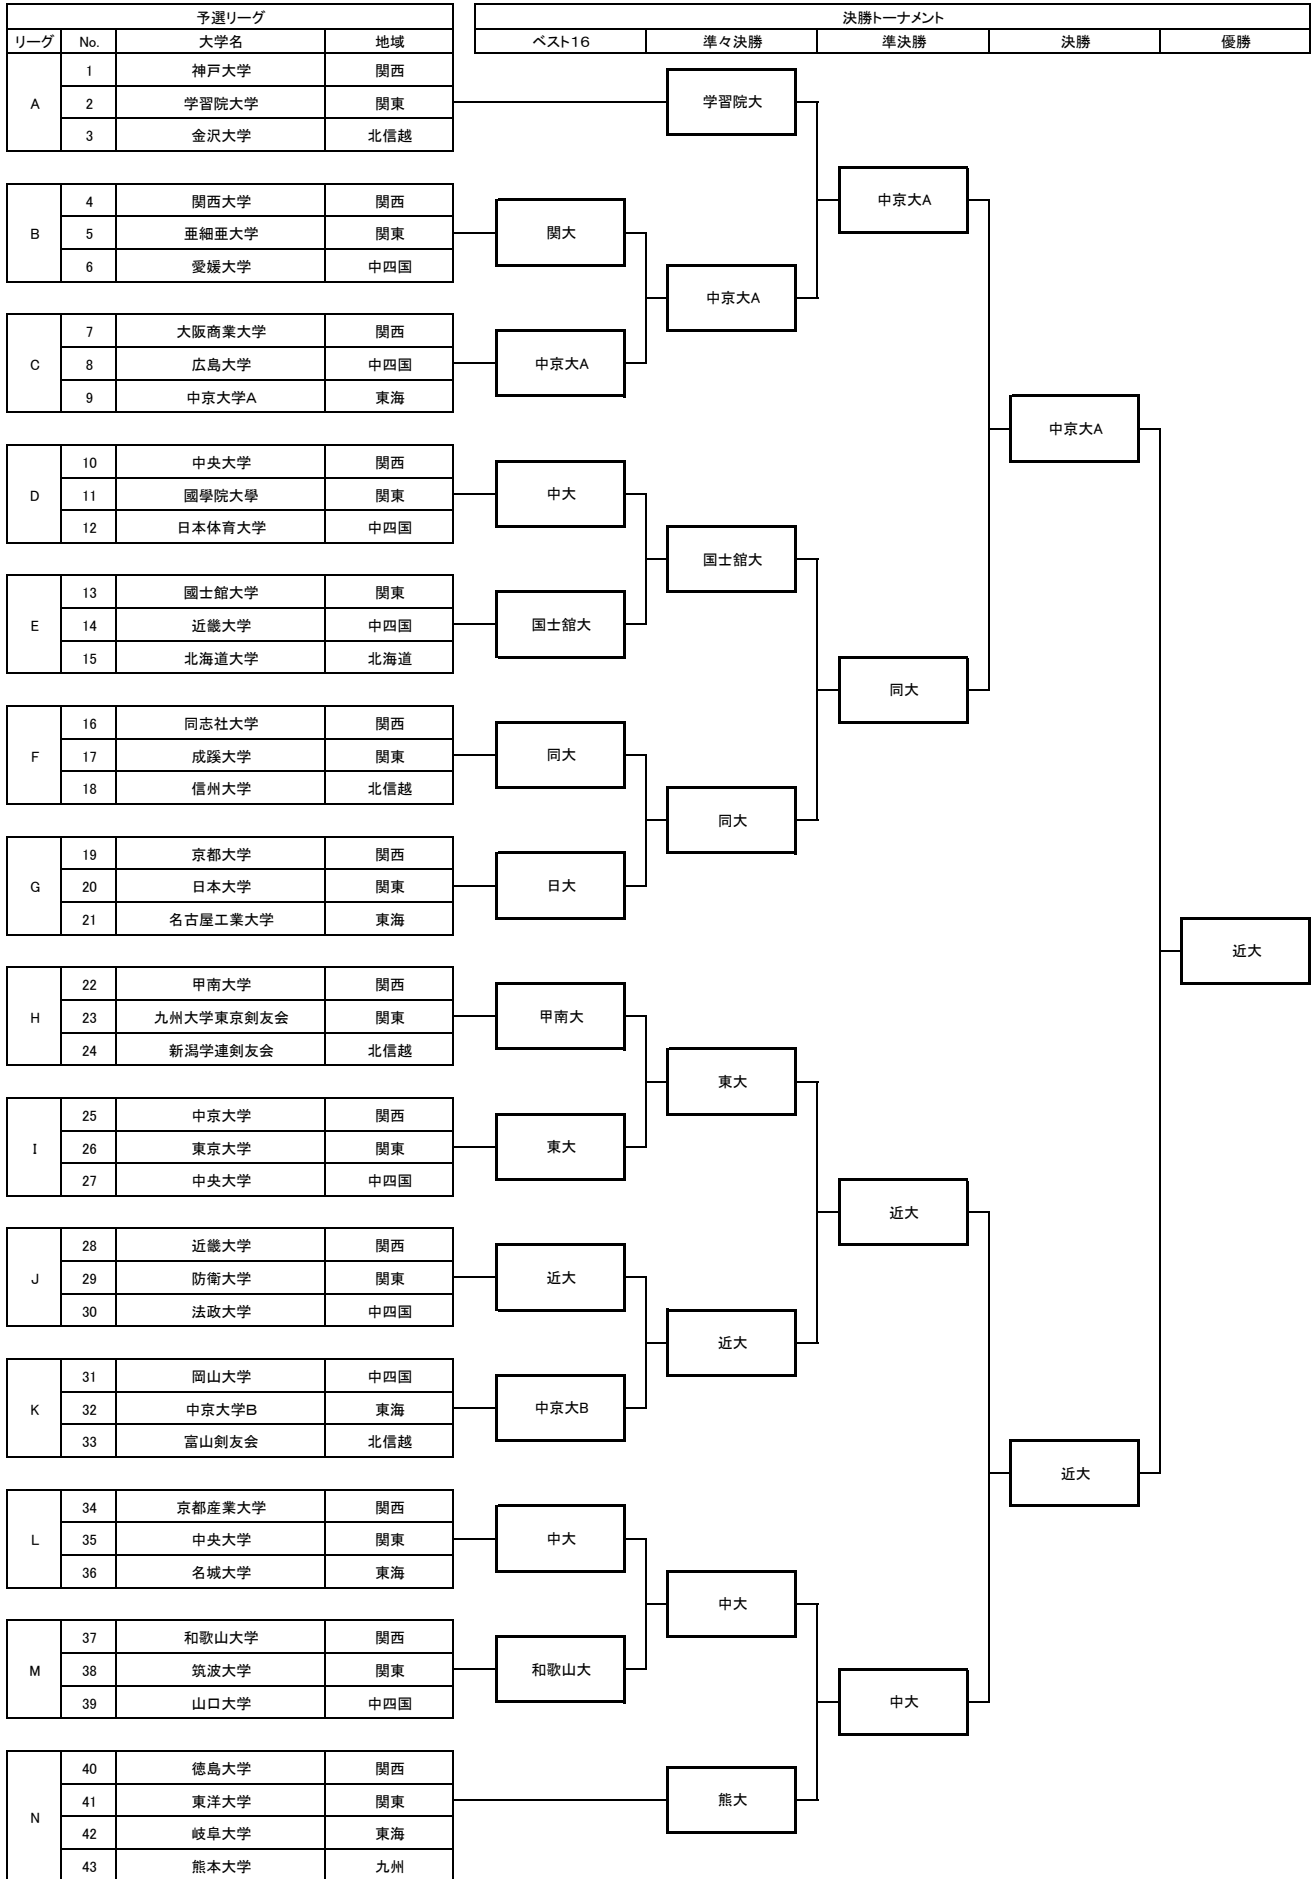 予選リーグ 決勝トーナメント
リーグ No. 大学名 地域 ベスト16 準々決勝 準決勝 決勝 優勝
1 神戸大学 関西
A 2 学習院大学 関東 学習院大
3 金沢大学 北信越
中京大A
4 関西大学 関西
B 5 亜細亜大学 関東 関大
6 愛媛大学 中四国
中京大A
7 大阪商業大学 関西
C 8 広島大学 中四国 中京大A
9 中京大学A 東海
中京大A
10 中央大学 関西
D 11 國學院大學 関東 中大
12 日本体育大学 中四国
国士舘大
13 國士館大学 関東
E 14 近畿大学 中四国 国士舘大
15 北海道大学 北海道
同大
16 同志社大学 関西
F 17 成蹊大学 関東 同大
18 信州大学 北信越
同大
19 京都大学 関西
G 20 日本大学 関東 日大
21 名古屋工業大学 東海
近大
22 甲南大学 関西
H 23 九州大学東京剣友会 関東 甲南大
24 新潟学連剣友会 北信越
東大
25 中京大学 関西
I 26 東京大学 関東 東大
27 中央大学 中四国
近大
28 近畿大学 関西
J 29 防衛大学 関東 近大
30 法政大学 中四国
近大
31 岡山大学 中四国
K 32 中京大学B 東海 中京大B
33 富山剣友会 北信越
近大
34 京都産業大学 関西
L 35 中央大学 関東 中大
36 名城大学 東海
中大
37 和歌山大学 関西
M 38 筑波大学 関東 和歌山大
39 山口大学 中四国
中大
40 徳島大学 関西
41 東洋大学 関東 熊大
N
42 岐阜大学 東海
43 熊本大学 九州